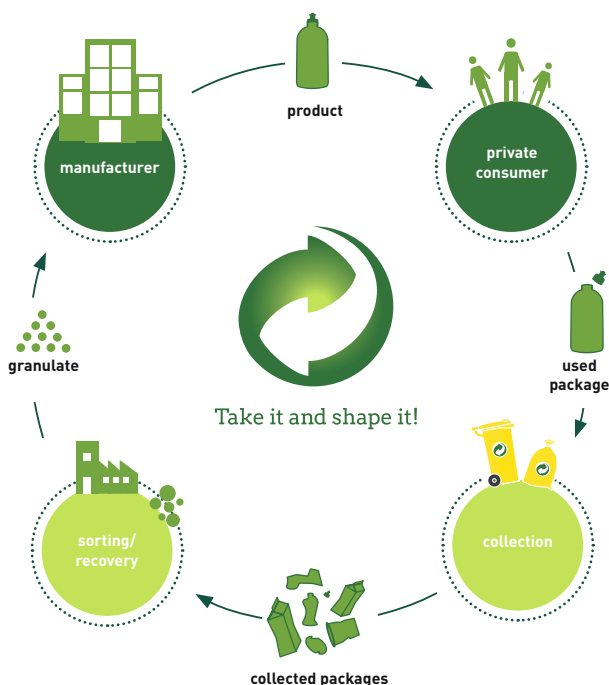 product
manufacturer
private
consumer
granulate
used
package
Take it and shape it!
sorting/
recovery
collection
collected packages